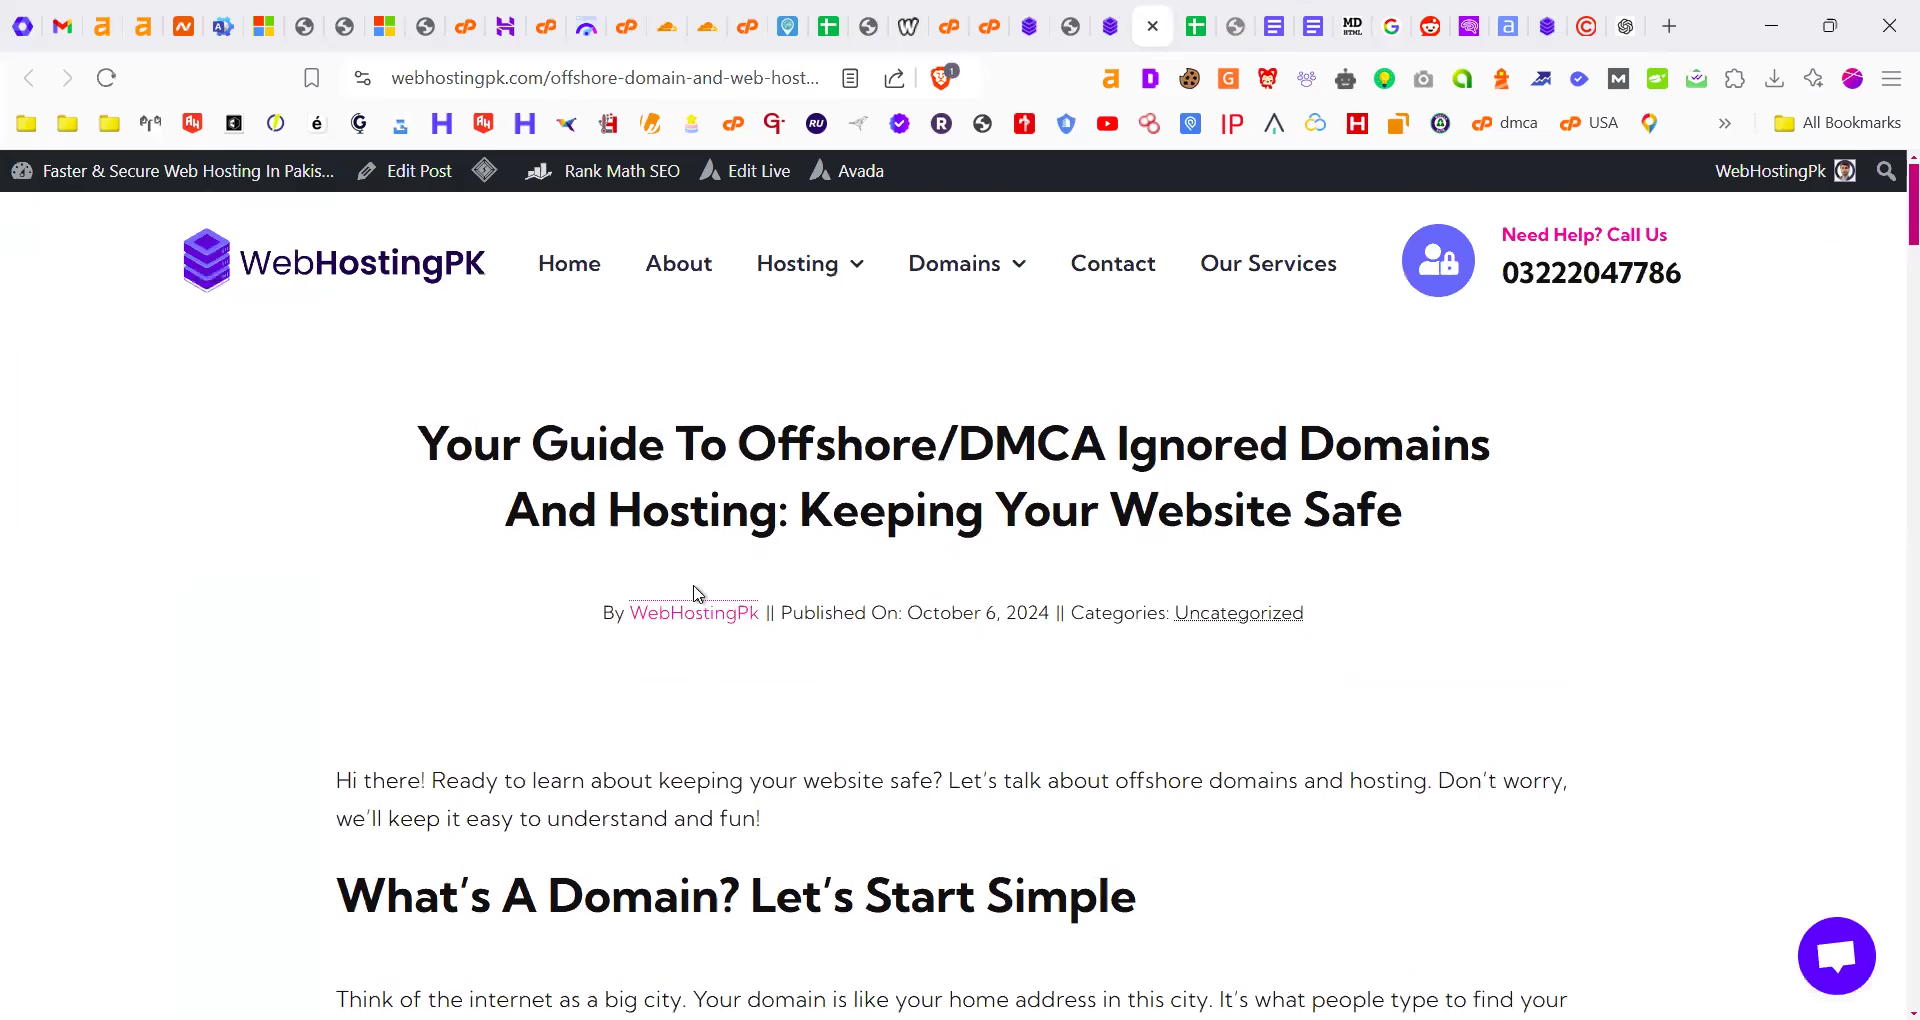 webhostingpk.com/offshore-domain-and-web-host...
1
dmca
USA
All Bookmarks
Faster & Secure Web Hosting In Pakis...
Edit Post
Rank Math SEO
Edit Live
Avada
WebHostingPk
WebHostingPK
Home
About
Hosting
Domains
Contact
Our Services
Need Help? Call Us
03222047786
Your Guide To Offshore/DMCA Ignored Domains
And Hosting: Keeping Your Website Safe
By WebHostingPk || Published On: October 6, 2024 || Categories: Uncategorized
Hi there! Ready to learn about keeping your website safe? Let’s talk about offshore domains and hosting. Don’t worry,
we’ll keep it easy to understand and fun!
What’s A Domain? Let’s Start Simple
Think of the internet as a big city. Your domain is like your home address in this city. It’s what people type to find your